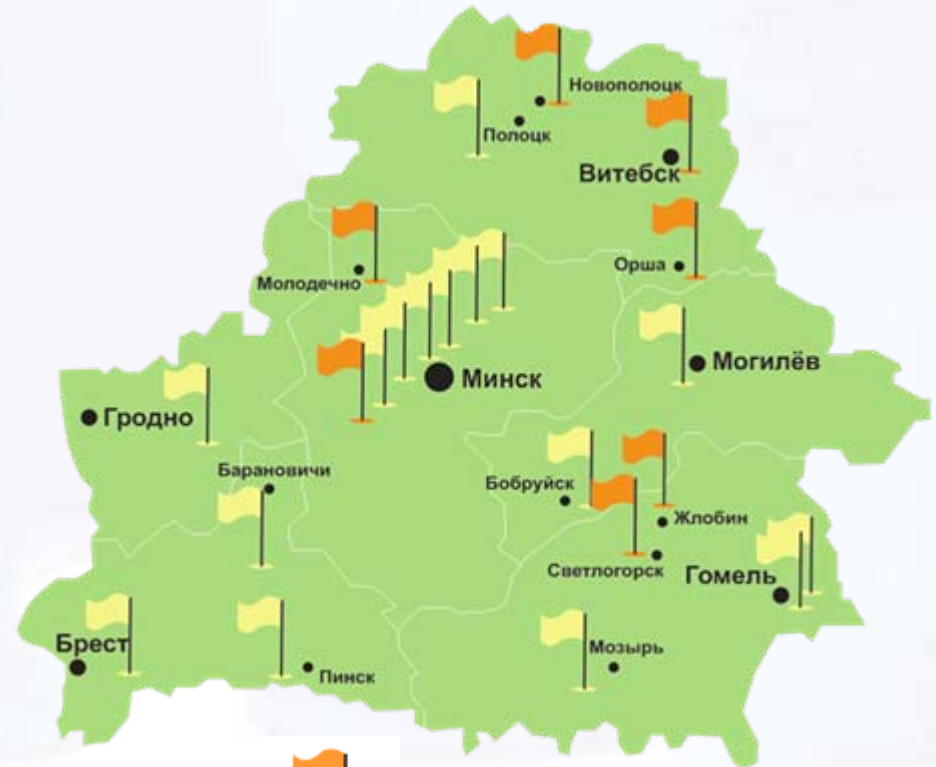 Новополоцк
Полоцк
Витебск
Молодечно
Орша
Могилёв
Минск
Гродно
Барановичи
Бобруйск
Жлобин
Светлогорск
Гомель
Брест
Мозырь
Пинск